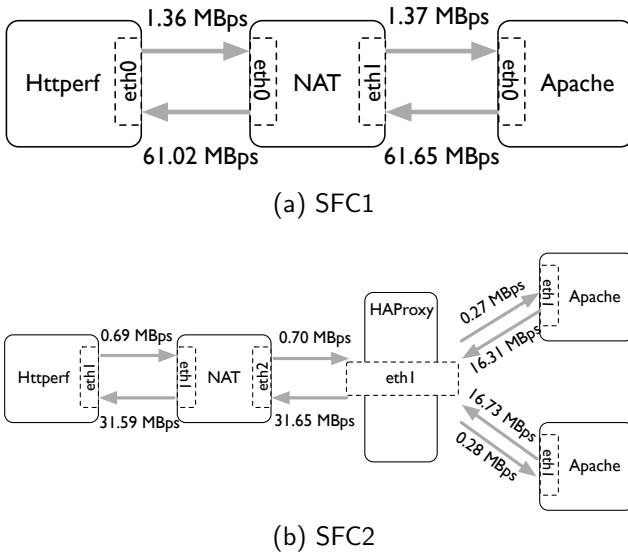 1.36 MBps
1.37 MBps
Httperf
eth0
eth0
NAT
eth1
eth0
Apache
61.02 MBps
61.65 MBps
(a) SFC1
HAProxy
0.27 MBps
eth1
Apache
16.31 MBps
0.69 MBps
0.70 MBps
Httperf
eth1
eth1
NAT
eth2
eth1
31.59 MBps
31.65 MBps
16.73 MBps
0.28 MBps
eth1
Apache
(b) SFC2